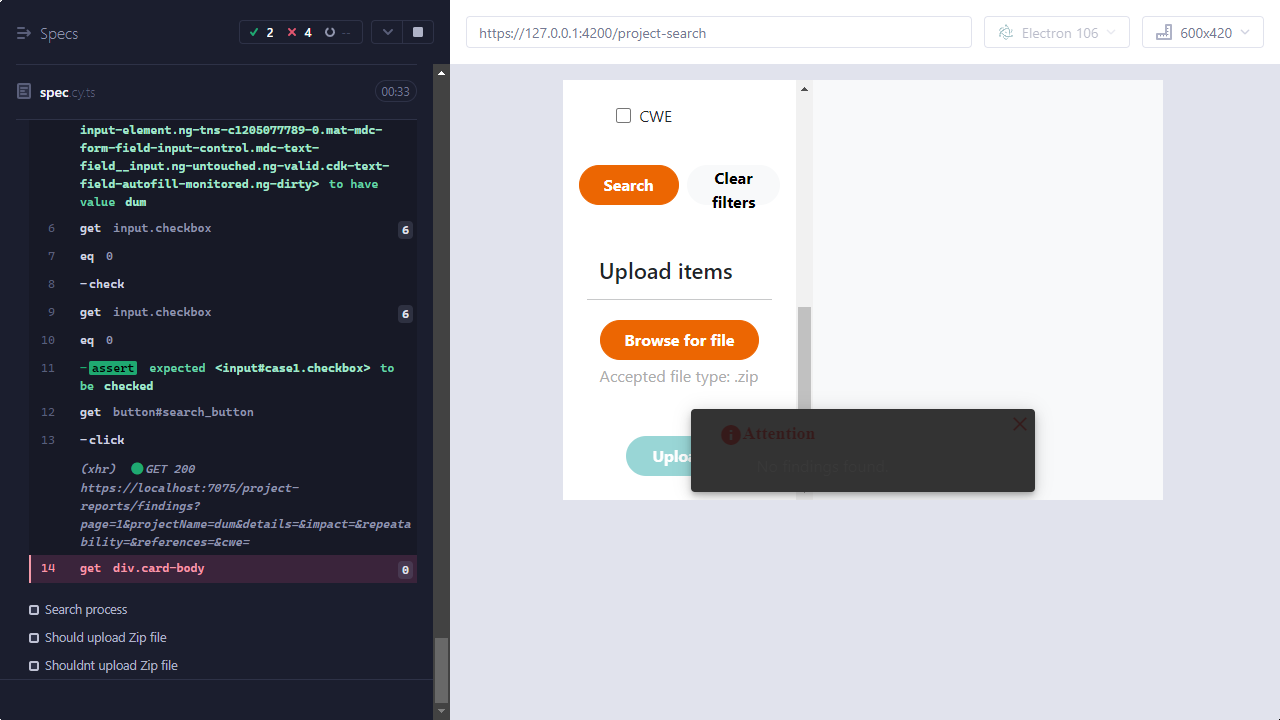 Specs
2
4
--
spec.cy.ts
00:33
input-element.ng-tns-c1205077789-0.mat-mdc-
form-field-input-control.mdc-text-
field__input.ng-untouched.ng-valid.cdk-text-
field-autofill-monitored.ng-dirty> to have
value dum
6 get input.checkbox 6
7 eq 0
8 -check
9 get input.checkbox 6
10 eq 0
11 -assert expected <input#case1.checkbox> to
be checked
12 get button#search_button
13 -click
(xhr) GET 200
https://localhost:7075/project-
reports/findings?
page=1&projectName=dum&details=&impact=&repeata
bility=&references=&cwe=
14 get div.card-body 0
Search process
Should upload Zip file
Shouldnt upload Zip file
https://127.0.0.1:4200/project-search
Electron 106
600x420
CWE
Search
Clear
filters
Upload items
Browse for file
Accepted file type: .zip
Uploa
Attention
No findings found.